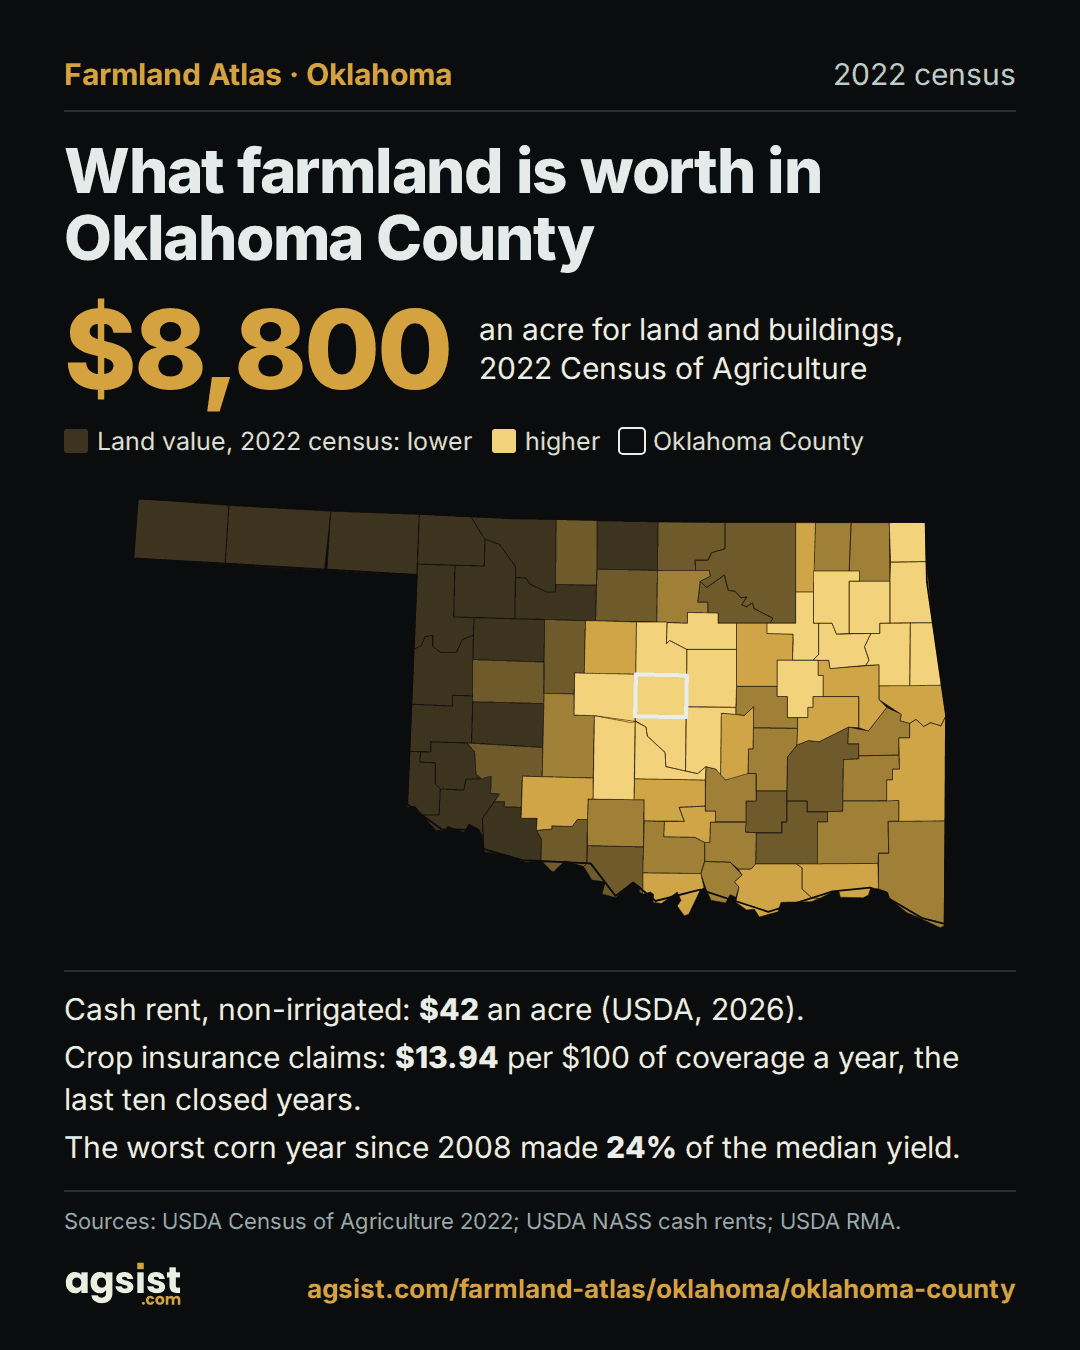 Farmland Atlas · Oklahoma
2022 census
What farmland is worth in
Oklahoma County
$8,800
an acre for land and buildings,
2022 Census of Agriculture
Land value, 2022 census: lower
higher
Oklahoma County
Cash rent, non-irrigated: $42 an acre (USDA, 2026).
Crop insurance claims: $13.94 per $100 of coverage a year, the
last ten closed years.
The worst corn year since 2008 made 24% of the median yield.
Sources: USDA Census of Agriculture 2022; USDA NASS cash rents; USDA RMA.
agsist
.com
agsist.com/farmland-atlas/oklahoma/oklahoma-county